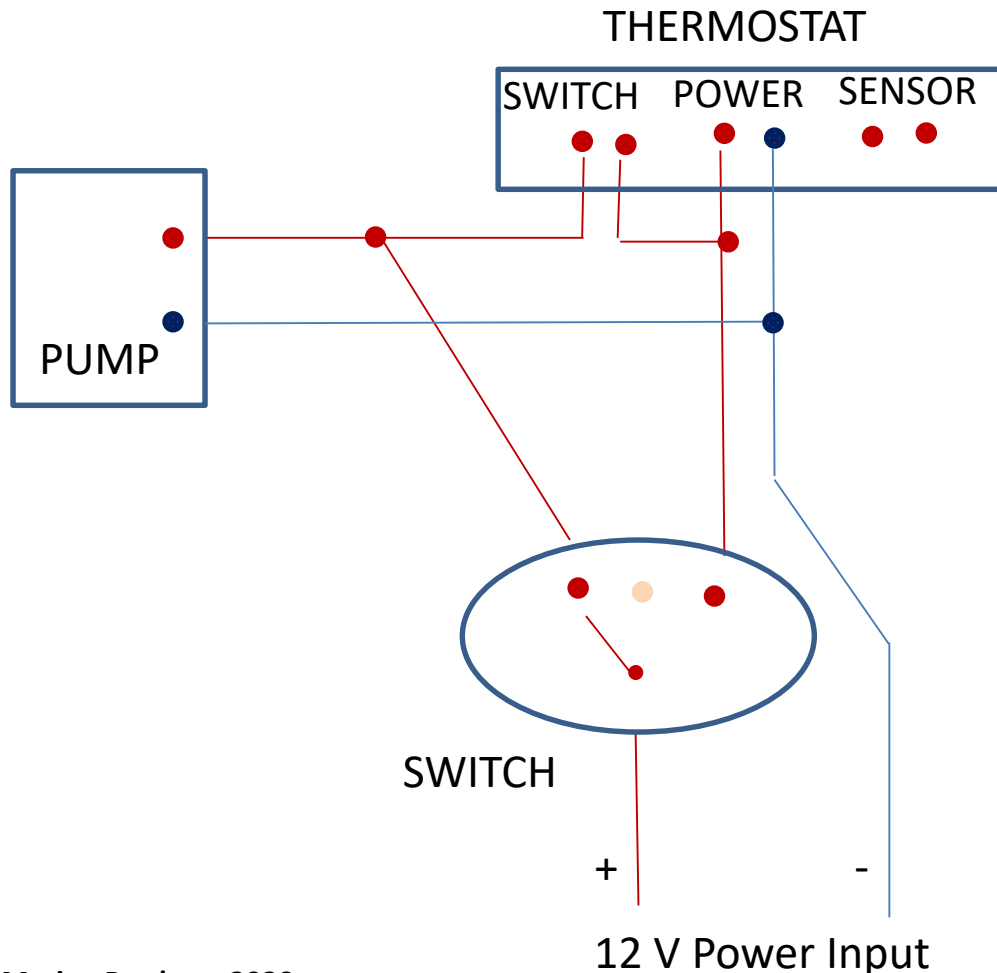 THERMOSTAT
SWITCH POWER SENSOR
PUMP
SWITCH
+ -
12 V Power Input